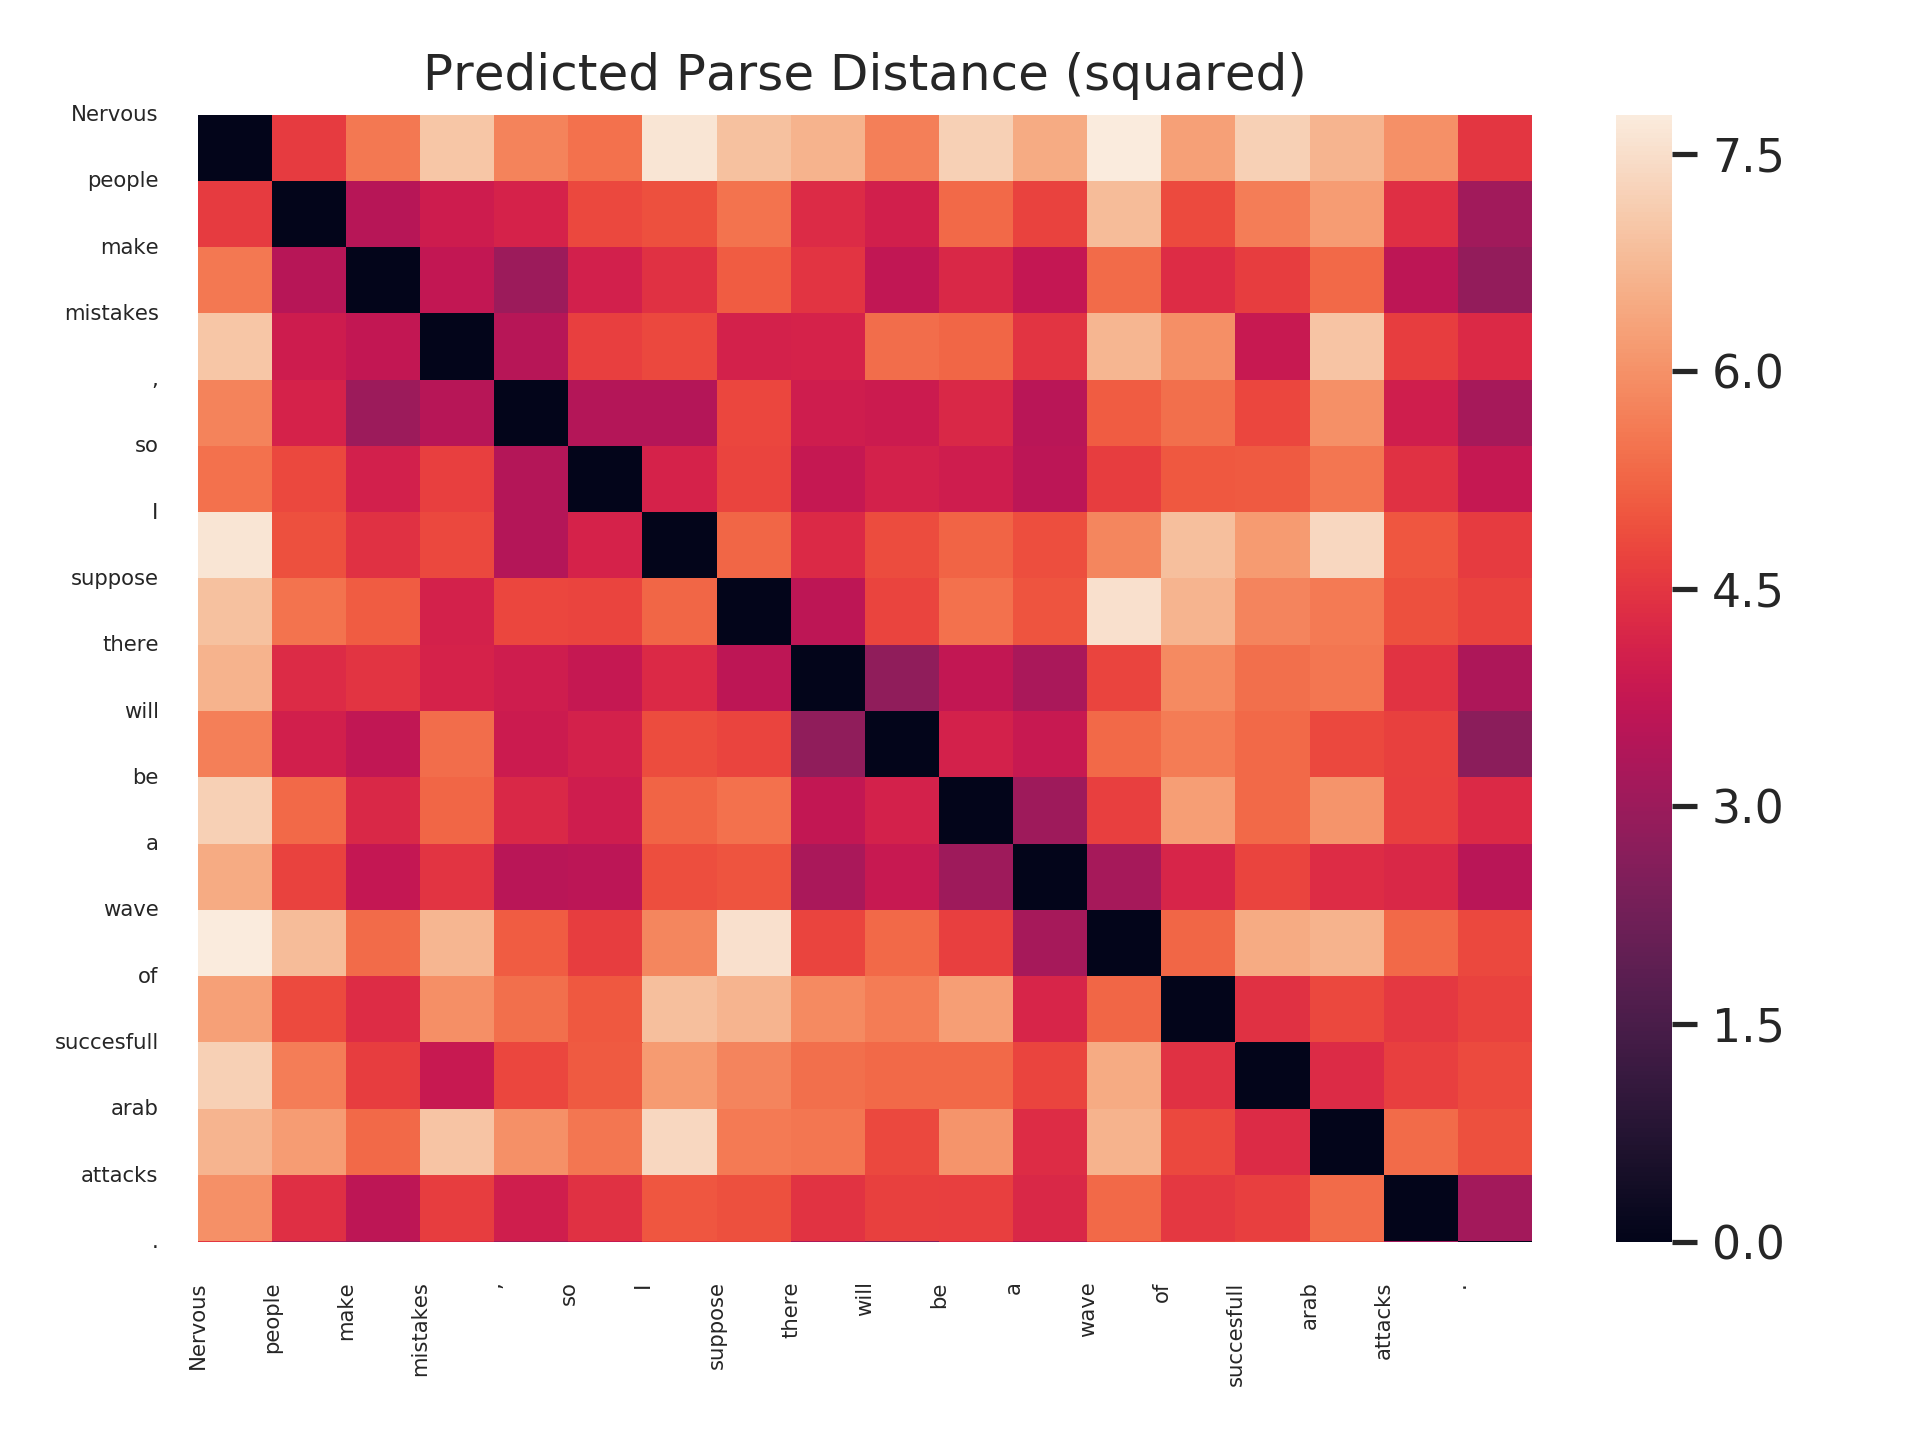 Predicted Parse Distance (squared)
Nervous
people
make
mistakes
,
so
I
suppose
there
will
be
a
wave
of
succesfull
arab
attacks
.
Nervous
people
make
mistakes
,
so
I
suppose
there
will
be
a
wave
of
succesfull
arab
attacks
.
7.5
6.0
4.5
3.0
1.5
0.0